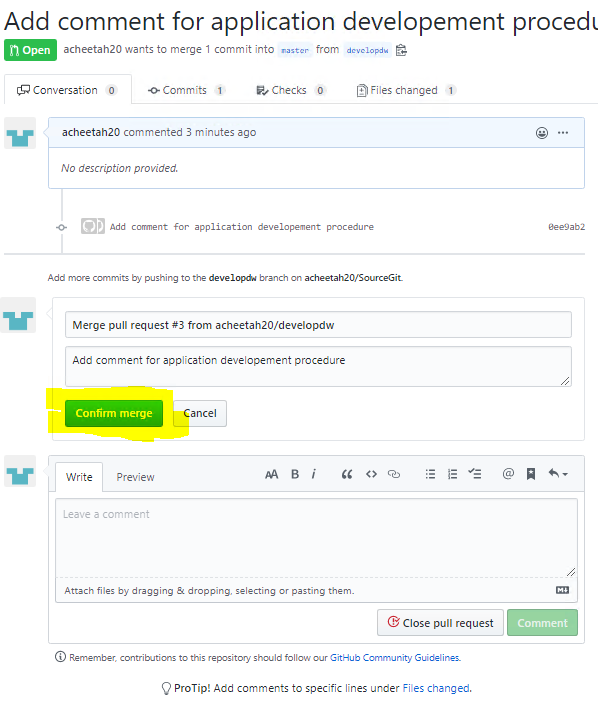 Add comment for application developement procedu
Open acheetah20 wants to merge 1 commit into master from developdw
Conversation 0 Commits 1 Checks 0 Files changed 1
acheetah20 commented 3 minutes ago
No description provided.
Add comment for application developement procedure 0ee9ab2
Add more commits by pushing to the developdw branch on acheetah20/SourceGit.
Merge pull request #3 from acheetah20/developdw
Add comment for application developement procedure
Confirm merge Cancel
Write Preview AA B i
Leave a comment
Attach files by dragging & dropping, selecting or pasting them.
Close pull request Comment
Remember, contributions to this repository should follow our GitHub Community Guidelines.
ProTip! Add comments to specific lines under Files changed.